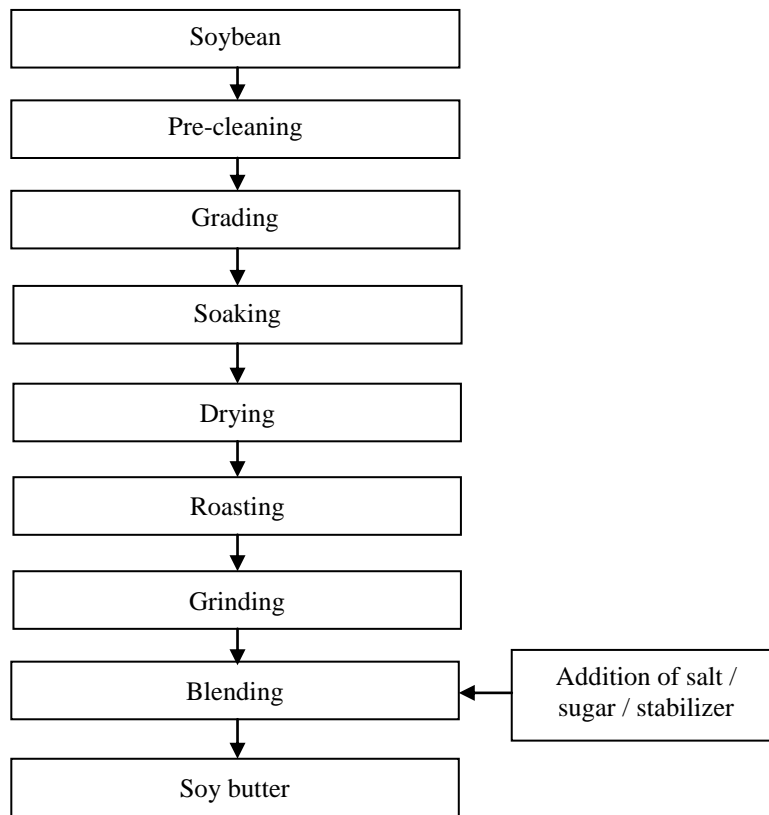 Soybean
Pre-cleaning
Grading
Soaking
Drying
Roasting
Grinding
Blending
Addition of salt /
sugar / stabilizer
Soy butter